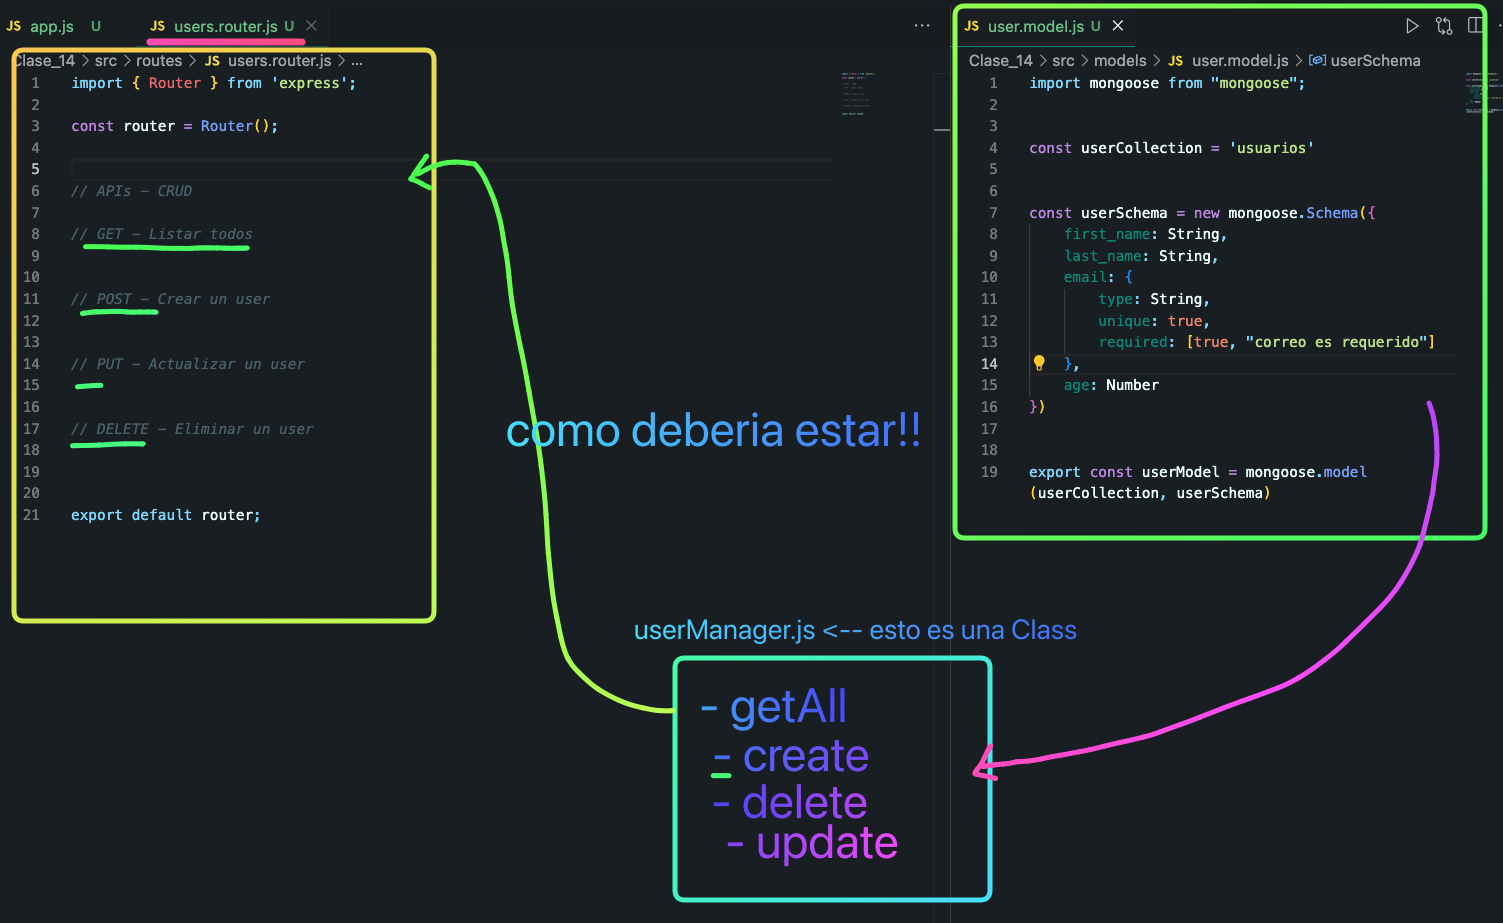 JS app.js U
JS users.router.js U
Clase_14 > src > routes > JS users.router.js > ...
1 import { Router } from 'express';
2
3 const router = Router();
4
5
6 // APIs – CRUD
7
8 // GET – Listar todos
9
10
11 // POST – Crear un user
12
13
14 // PUT – Actualizar un user
15
16
17 // DELETE – Eliminar un user
18
19
20
21 export default router;
JS user.model.js U
Clase_14 > src > models > JS user.model.js > userSchema
1 import mongoose from "mongoose";
2
3
4 const userCollection = 'usuarios'
5
6
7 const userSchema = new mongoose.Schema({
8 first_name: String,
9 last_name: String,
10 email: {
11 type: String,
12 unique: true,
13 required: [true, "correo es requerido"]
14 },
15 age: Number
16 })
17
18
19 export const userModel = mongoose.model
(userCollection, userSchema)
como deberia estar!!
userManager.js <-- esto es una Class
- getAll
- create
- delete
- update